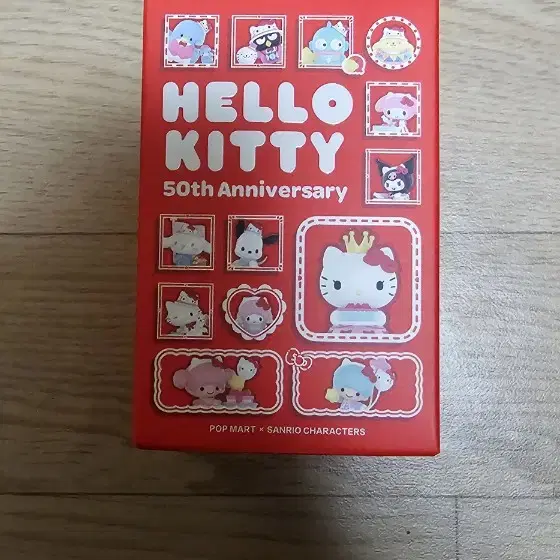 HELLO
KITTY
50th Anniversary
POP MART × SANRIO CHARACTERS